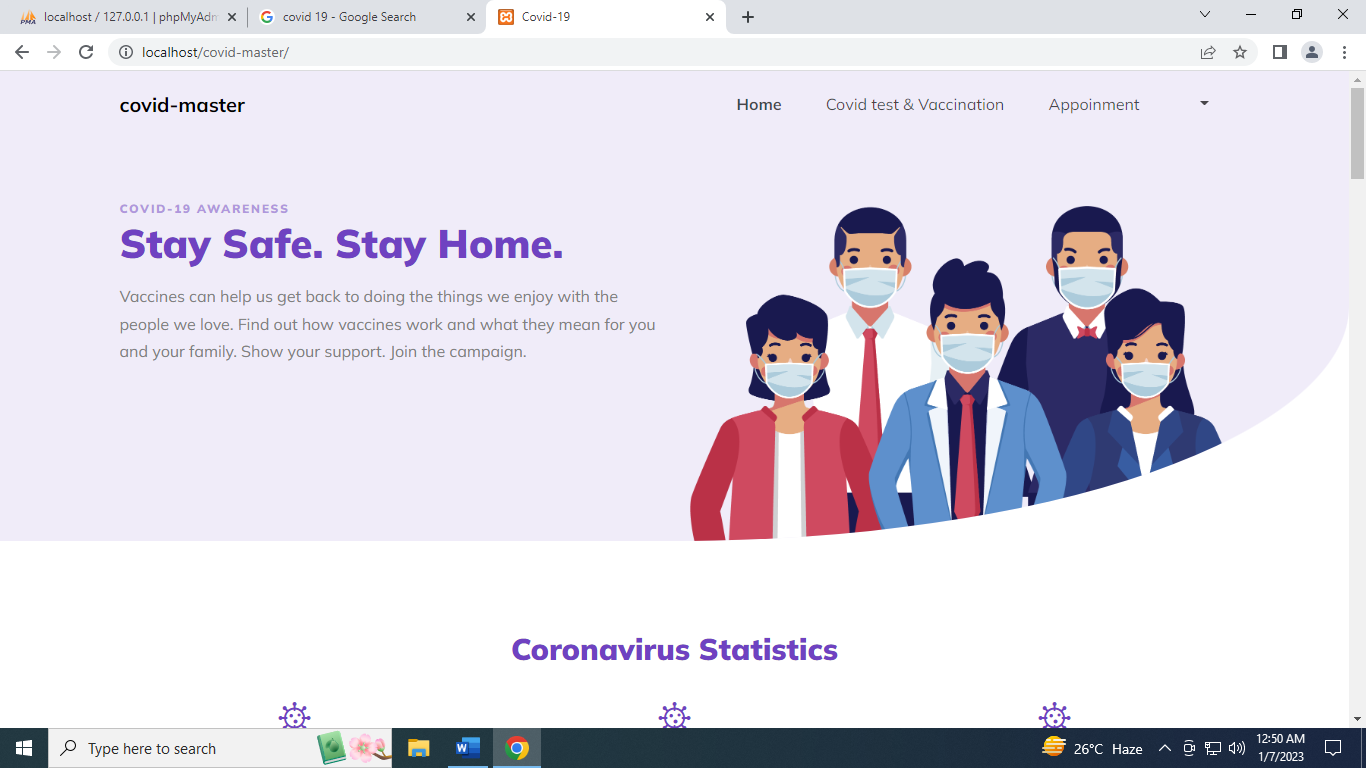 localhost / 127.0.0.1 | phpMyAdm
covid 19 - Google Search
Covid-19
localhost/covid-master/
covid-master
Home
Covid test & Vaccination
Appoinment
COVID-19 AWARENESS
Stay Safe. Stay Home.
Vaccines can help us get back to doing the things we enjoy with the
people we love. Find out how vaccines work and what they mean for you
and your family. Show your support. Join the campaign.
Coronavirus Statistics
Type here to search
26°C Haze
12:50 AM
1/7/2023